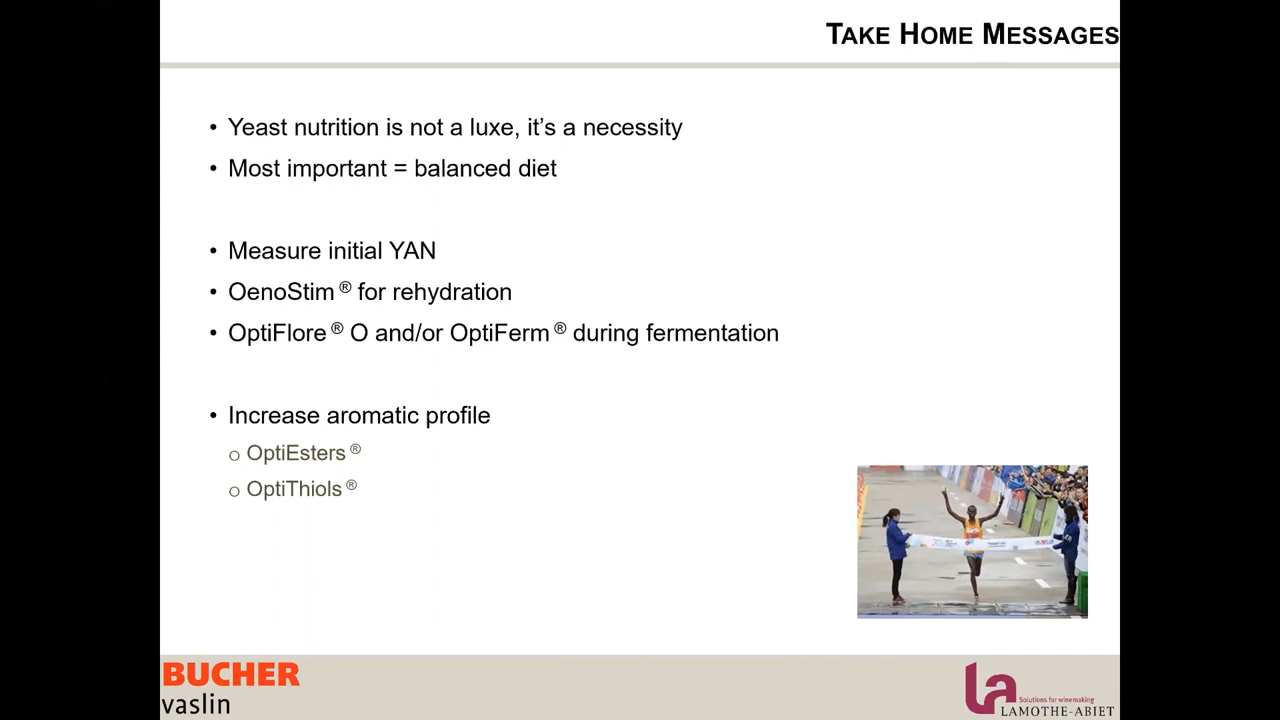 TAKE HOME MESSAGES
• Yeast nutrition is not a luxe, it’s a necessity
• Most important = balanced diet
• Measure initial YAN
• OenoStim ® for rehydration
• OptiFlore ® O and/or OptiFerm ® during fermentation
• Increase aromatic profile
o OptiEsters ®
o OptiThiols ®
BUCHER
vaslin
la
Solutions for winemaking
LAMOTHE-ABIET